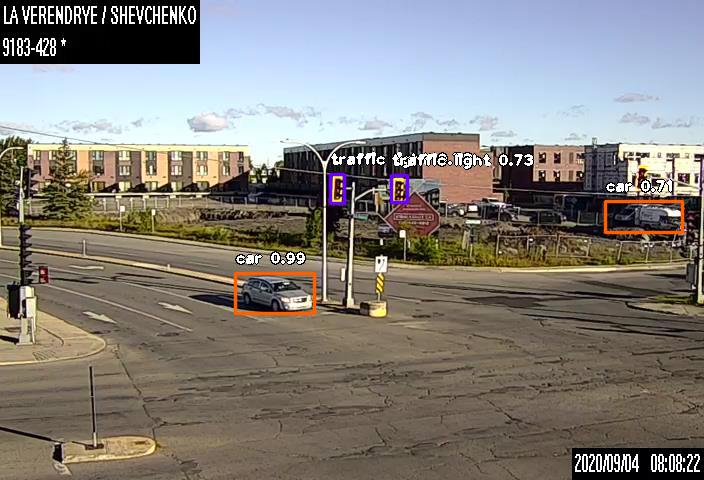 LA VERENDRYE / SHEVCHENKO
9183-428 *
traffic
traffic light 0.73
car 0.71
car 0.99
2020/09/04 08:08:22